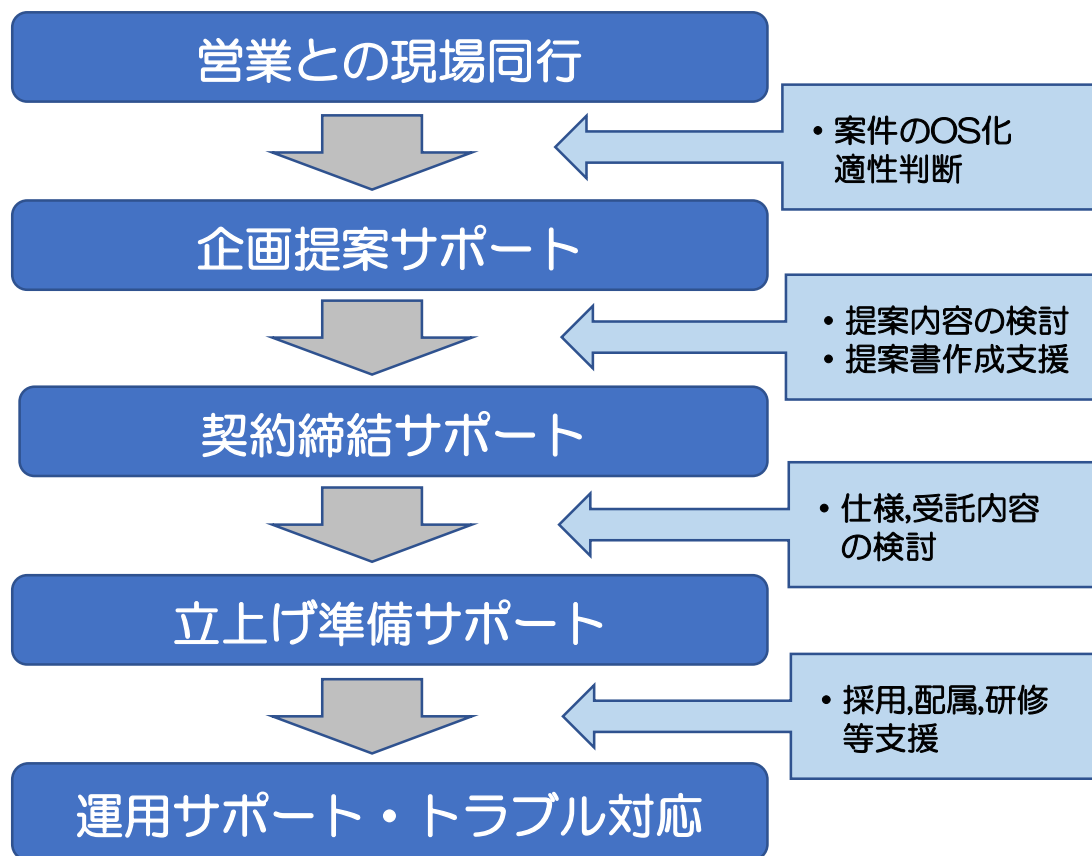 営業との現場同行
・案件のOS化
適性判断
企画提案サポート
・提案内容の検討
・提案書作成支援
契約締結サポート
・仕様,受託内容
の検討
立上げ準備サポート
・採用,配属,研修
等支援
運用サポート・トラブル対応